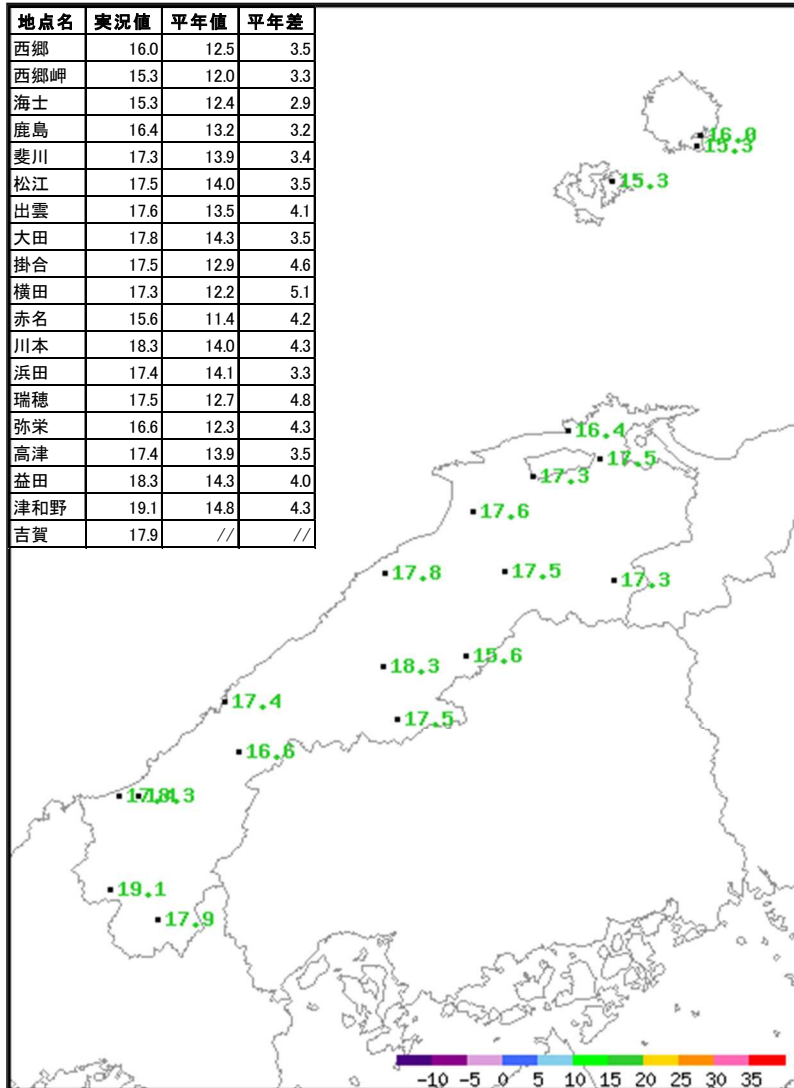 地点名 実況値 平年値 平年差
西郷 16.0 12.5 3.5
西郷岬 15.3 12.0 3.3
海士 15.3 12.4 2.9
鹿島 16.4 13.2 3.2
斐川 17.3 13.9 3.4
松江 17.5 14.0 3.5
出雲 17.6 13.5 4.1
大田 17.8 14.3 3.5
掛合 17.5 12.9 4.6
横田 17.3 12.2 5.1
赤名 15.6 11.4 4.2
川本 18.3 14.0 4.3
浜田 17.4 14.1 3.3
瑞穂 17.5 12.7 4.8
弥栄 16.6 12.3 4.3
高津 17.4 13.9 3.5
益田 18.3 14.3 4.0
津和野 19.1 14.8 4.3
吉賀 17.9 // //
16.0
15.3
15.3
16.4
17.5
17.3
17.6
17.8 17.5 17.3
15.6
18.3
17.4
17.5
16.6
17.4 18.3
19.1
17.9
-10 -5 0 5 10 15 20 25 30 35